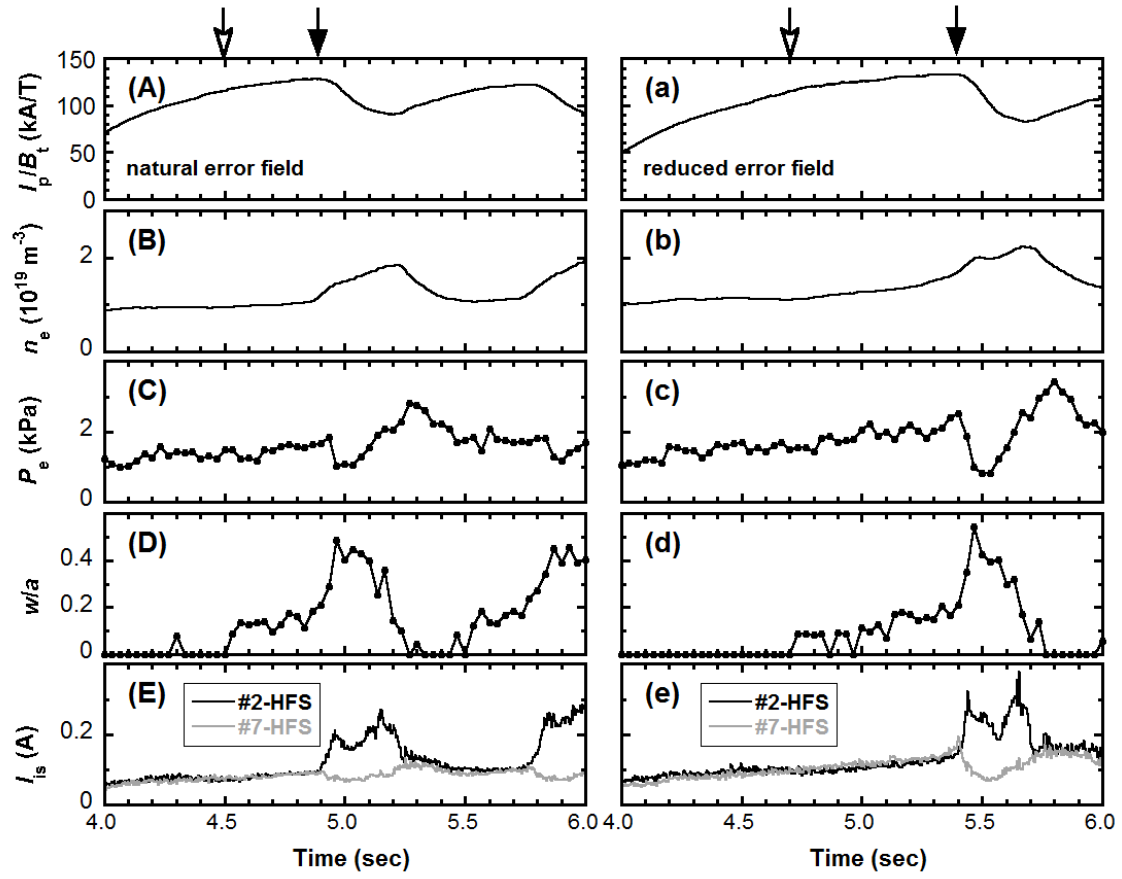 150
100
50
0
I_p/B_t (kA/T)
(A)
natural error field
(a)
reduced error field
2
0
n_e (10^19 m^-3)
(B)
(b)
2
0
P_e (kPa)
(C)
(c)
0.4
0.2
0
w/a
(D)
(d)
0.2
0
I_is (A)
(E)
#2-HFS
#7-HFS
(e)
#2-HFS
#7-HFS
4.0 4.5 5.0 5.5 6.0 4.0 4.5 5.0 5.5 6.0
Time (sec) Time (sec)